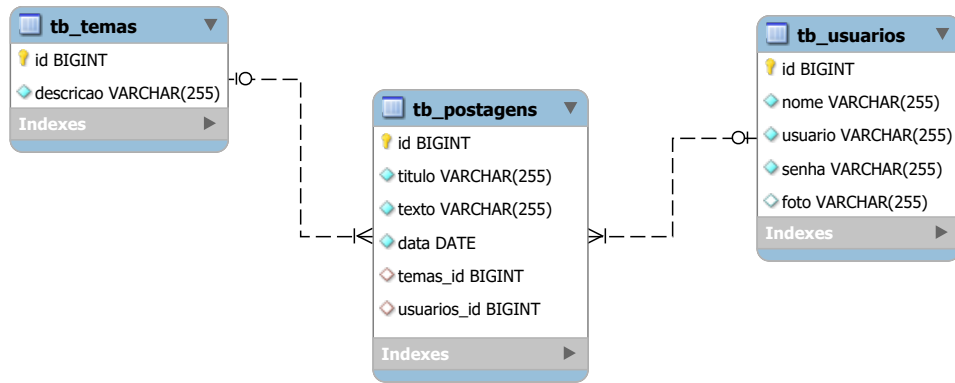 tb_temas
id BIGINT
descricao VARCHAR(255)
Indexes
tb_postagens
id BIGINT
titulo VARCHAR(255)
texto VARCHAR(255)
data DATE
temas_id BIGINT
usuarios_id BIGINT
Indexes
tb_usuarios
id BIGINT
nome VARCHAR(255)
usuario VARCHAR(255)
senha VARCHAR(255)
foto VARCHAR(255)
Indexes